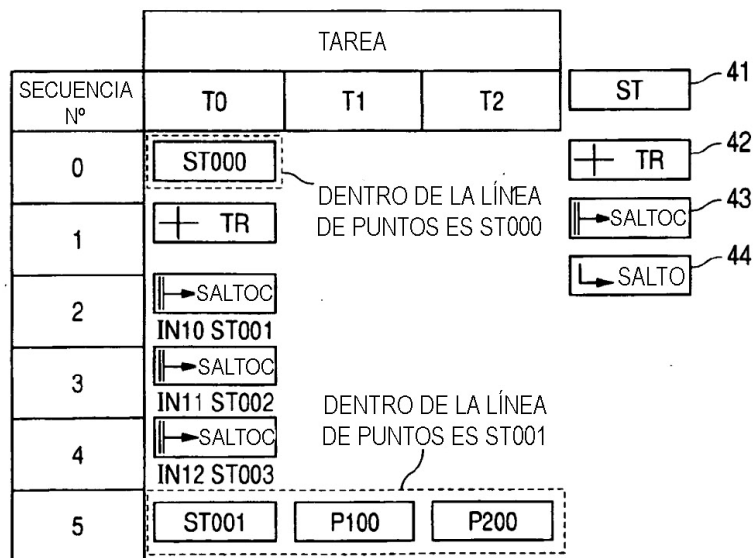 TAREA
SECUENCIA
Nº
T0 T1 T2
ST 41
0 ST000
TR 42
DENTRO DE LA LÍNEA
DE PUNTOS ES ST000
1 TR
SALTOC 43
SALTO 44
2 SALTOC
IN10 ST001
3 SALTOC
IN11 ST002
DENTRO DE LA LÍNEA
DE PUNTOS ES ST001
4 SALTOC
IN12 ST003
5 ST001 P100 P200